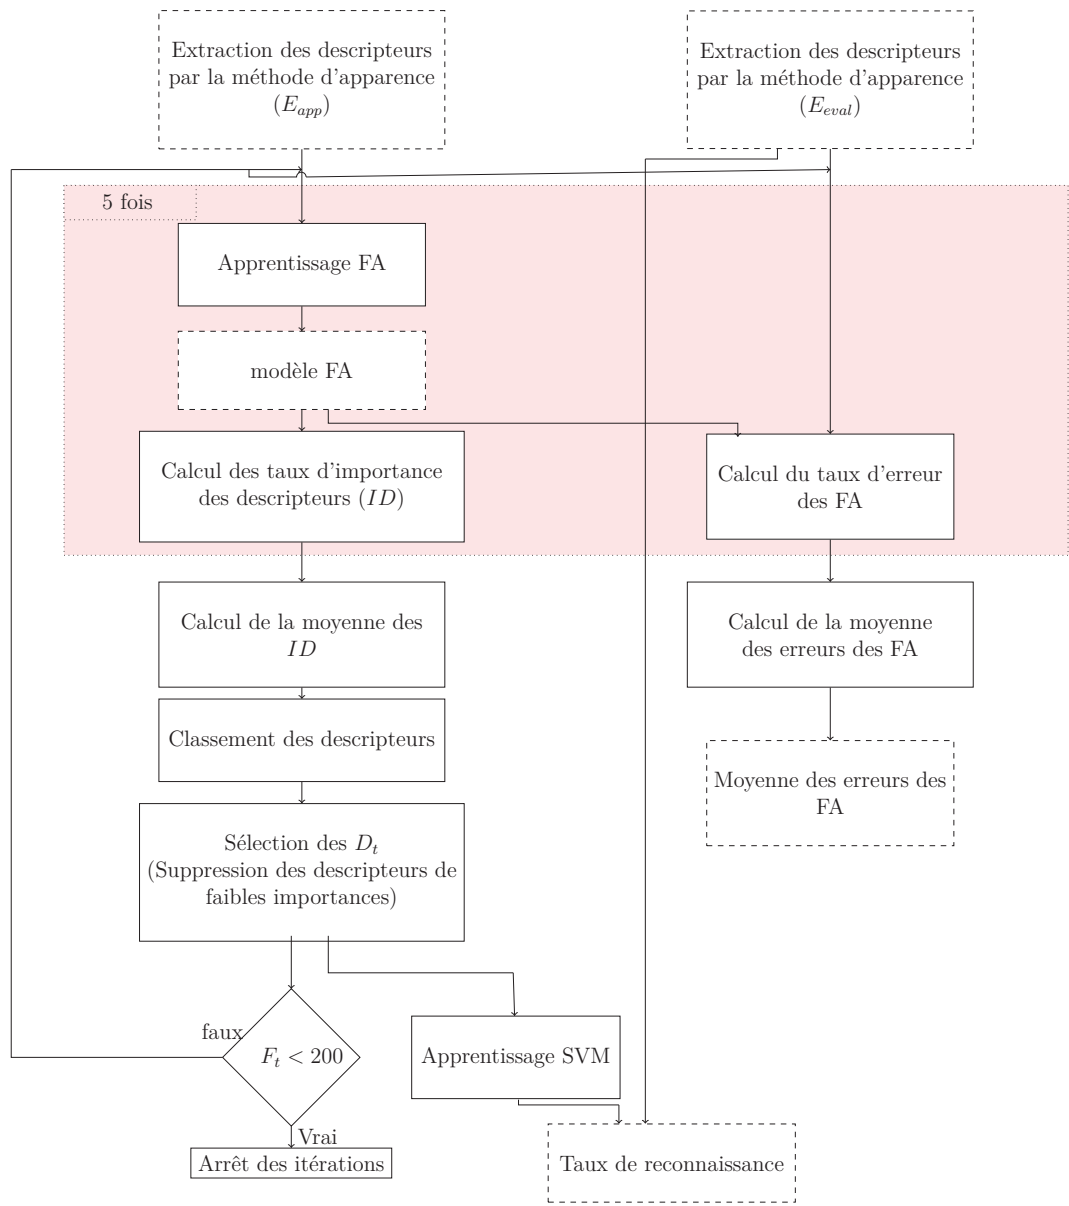 Extraction des descripteurs
par la méthode d'apparence
(E_app)
Extraction des descripteurs
par la méthode d'apparence
(E_eval)
5 fois
Apprentissage FA
modèle FA
Calcul des taux d'importance
des descripteurs (ID)
Calcul du taux d'erreur
des FA
Calcul de la moyenne des
ID
Calcul de la moyenne
des erreurs des FA
Classement des descripteurs
Moyenne des erreurs des
FA
Sélection des D_t
(Suppression des descripteurs de
faibles importances)
faux
F_t < 200
Apprentissage SVM
Vrai
Arrêt des itérations
Taux de reconnaissance